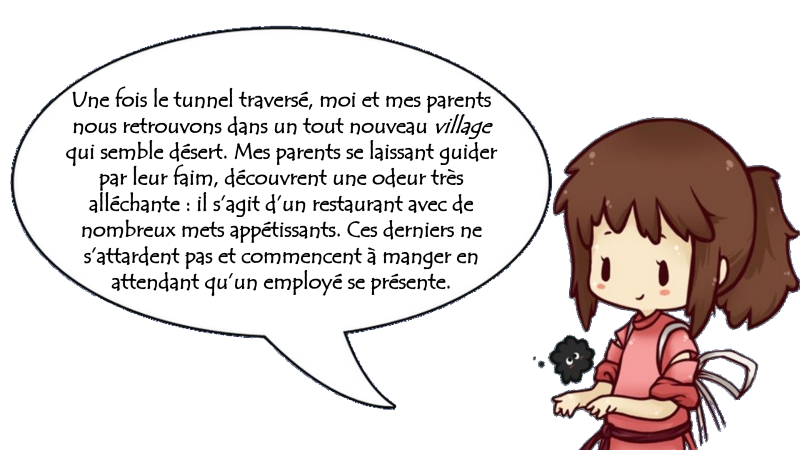 Une fois le tunnel traversé, moi et mes parents
nous retrouvons dans un tout nouveau village
qui semble désert. Mes parents se laissant guider
par leur faim, découvrent une odeur très
alléchante : il s’agit d’un restaurant avec de
nombreux mets appétissants. Ces derniers ne
s’attardent pas et commencent à manger en
attendant qu’un employé se présente.